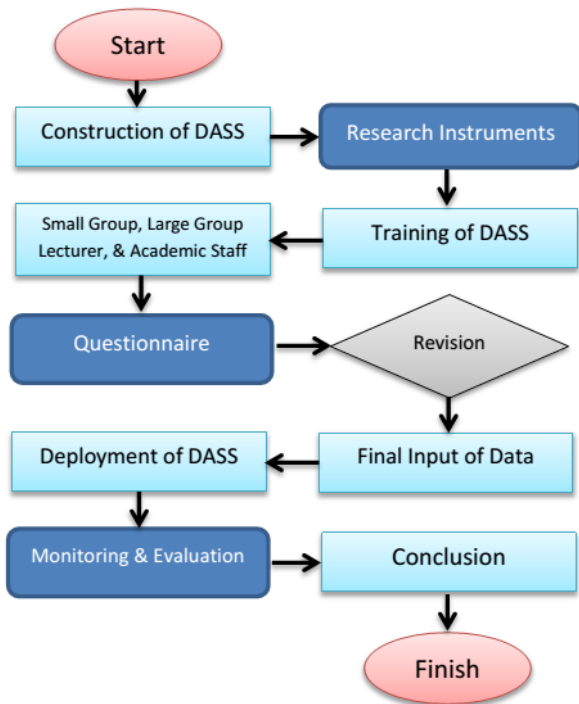 Start
Construction of DASS
Research Instruments
Training of DASS
Small Group, Large Group
Lecturer, & Academic Staff
Questionnaire
Revision
Final Input of Data
Deployment of DASS
Monitoring & Evaluation
Conclusion
Finish